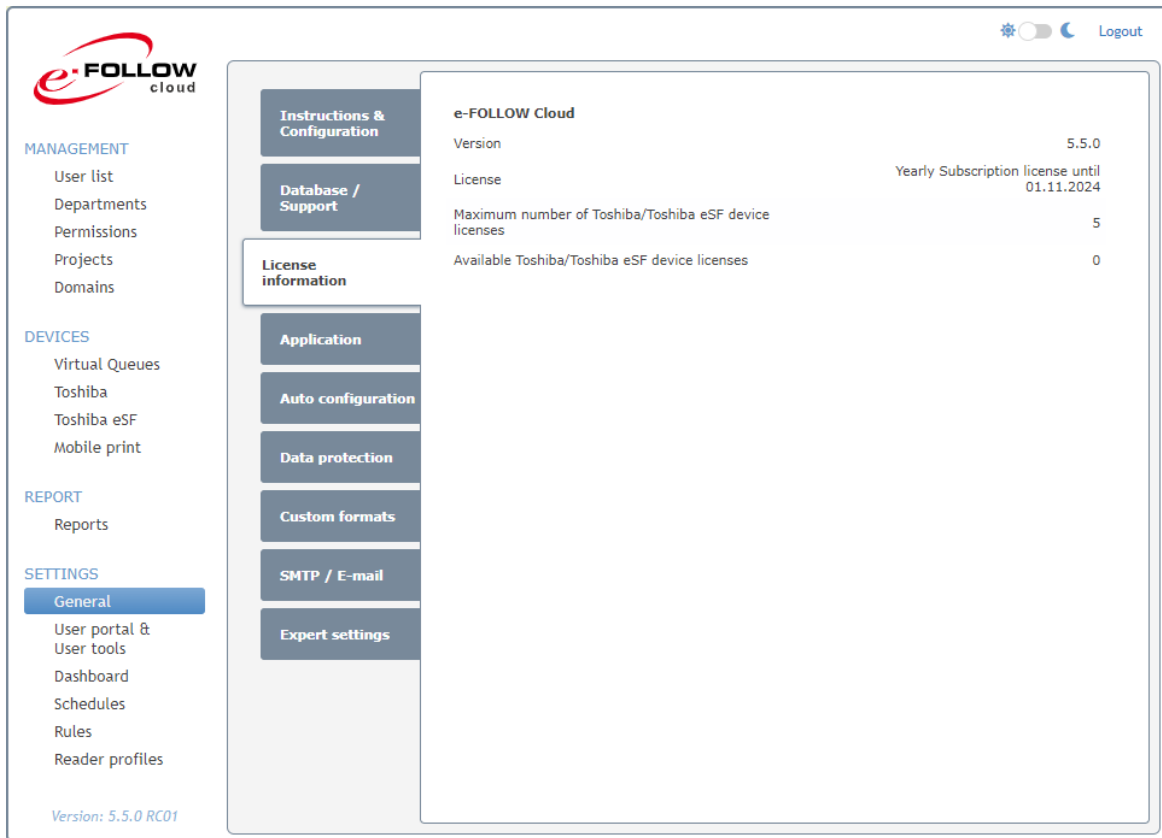 Logout
e-FOLLOW
cloud
MANAGEMENT
User list
Departments
Permissions
Projects
Domains
DEVICES
Virtual Queues
Toshiba
Toshiba eSF
Mobile print
REPORT
Reports
SETTINGS
General
User portal &
User tools
Dashboard
Schedules
Rules
Reader profiles
Version: 5.5.0 RC01
Instructions &
Configuration
Database /
Support
License
information
Application
Auto configuration
Data protection
Custom formats
SMTP / E-mail
Expert settings
e-FOLLOW Cloud
Version 5.5.0
License Yearly Subscription license until
01.11.2024
Maximum number of Toshiba/Toshiba eSF device
licenses 5
Available Toshiba/Toshiba eSF device licenses 0